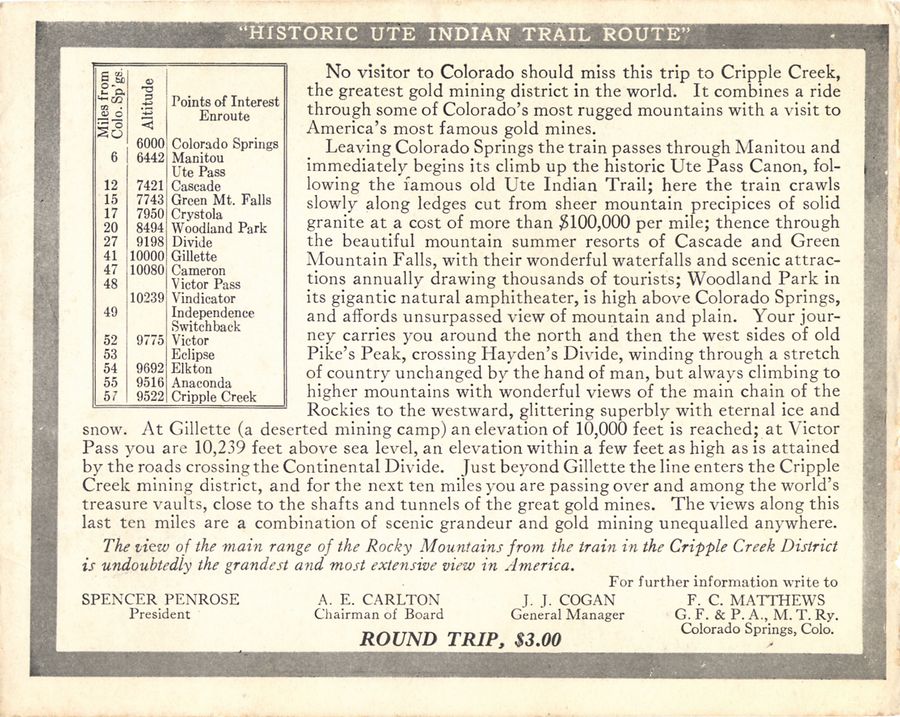 "HISTORIC UTE INDIAN TRAIL ROUTE"
Miles from Colo. Sp'gs. Altitude Points of Interest Enroute
6000 Colorado Springs
6 6442 Manitou
Ute Pass
12 7421 Cascade
15 7743 Green Mt. Falls
17 7950 Crystola
20 8494 Woodland Park
27 9198 Divide
41 10000 Gillette
47 10080 Cameron
48 Victor Pass
10239 Vindicator
49 Independence
Switchback
52 9775 Victor
53 Eclipse
54 9692 Elkton
55 9516 Anaconda
57 9522 Cripple Creek
No visitor to Colorado should miss this trip to Cripple Creek,
the greatest gold mining district in the world. It combines a ride
through some of Colorado's most rugged mountains with a visit to
America's most famous gold mines.
Leaving Colorado Springs the train passes through Manitou and
immediately begins its climb up the historic Ute Pass Canon, fol-
lowing the famous old Ute Indian Trail; here the train crawls
slowly along ledges cut from sheer mountain precipices of solid
granite at a cost of more than $100,000 per mile; thence through
the beautiful mountain summer resorts of Cascade and Green
Mountain Falls, with their wonderful waterfalls and scenic attrac-
tions annually drawing thousands of tourists; Woodland Park in
its gigantic natural amphitheater, is high above Colorado Springs,
and affords unsurpassed view of mountain and plain. Your jour-
ney carries you around the north and then the west sides of old
Pike's Peak, crossing Hayden's Divide, winding through a stretch
of country unchanged by the hand of man, but always climbing to
higher mountains with wonderful views of the main chain of the
Rockies to the westward, glittering superbly with eternal ice and
snow. At Gillette (a deserted mining camp) an elevation of 10,000 feet is reached; at Victor
Pass you are 10,239 feet above sea level, an elevation within a few feet as high as is attained
by the roads crossing the Continental Divide. Just beyond Gillette the line enters the Cripple
Creek mining district, and for the next ten miles you are passing over and among the world's
treasure vaults, close to the shafts and tunnels of the great gold mines. The views along this
last ten miles are a combination of scenic grandeur and gold mining unequalled anywhere.
The view of the main range of the Rocky Mountains from the train in the Cripple Creek District
is undoubtedly the grandest and most extensive view in America.
For further information write to
SPENCER PENROSE A. E. CARLTON J. J. COGAN F. C. MATTHEWS
President Chairman of Board General Manager G. F. & P. A., M. T. Ry.
Colorado Springs, Colo.
ROUND TRIP, $3.00